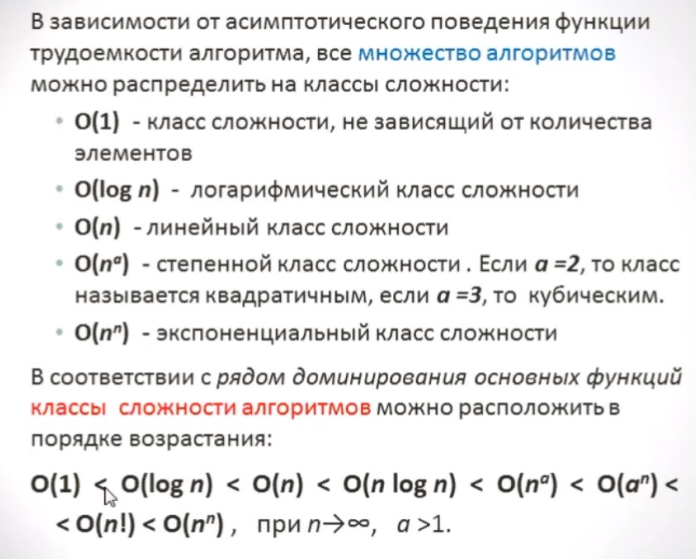 В зависимости от асимптотического поведения функции
трудоемкости алгоритма, все множество алгоритмов
можно распределить на классы сложности:
• O(1) - класс сложности, не зависящий от количества
элементов
• O(log n) - логарифмический класс сложности
• O(n) - линейный класс сложности
• O(nᵃ) - степенной класс сложности . Если a =2, то класс
называется квадратичным, если a =3, то кубическим.
• O(nⁿ) - экспоненциальный класс сложности
В соответствии с рядом доминирования основных функций
классы сложности алгоритмов можно расположить в
порядке возрастания:
O(1) < O(log n) < O(n) < O(n log n) < O(nᵃ) < O(aⁿ) <
< O(n!) < O(nⁿ) , при n→∞, a >1.